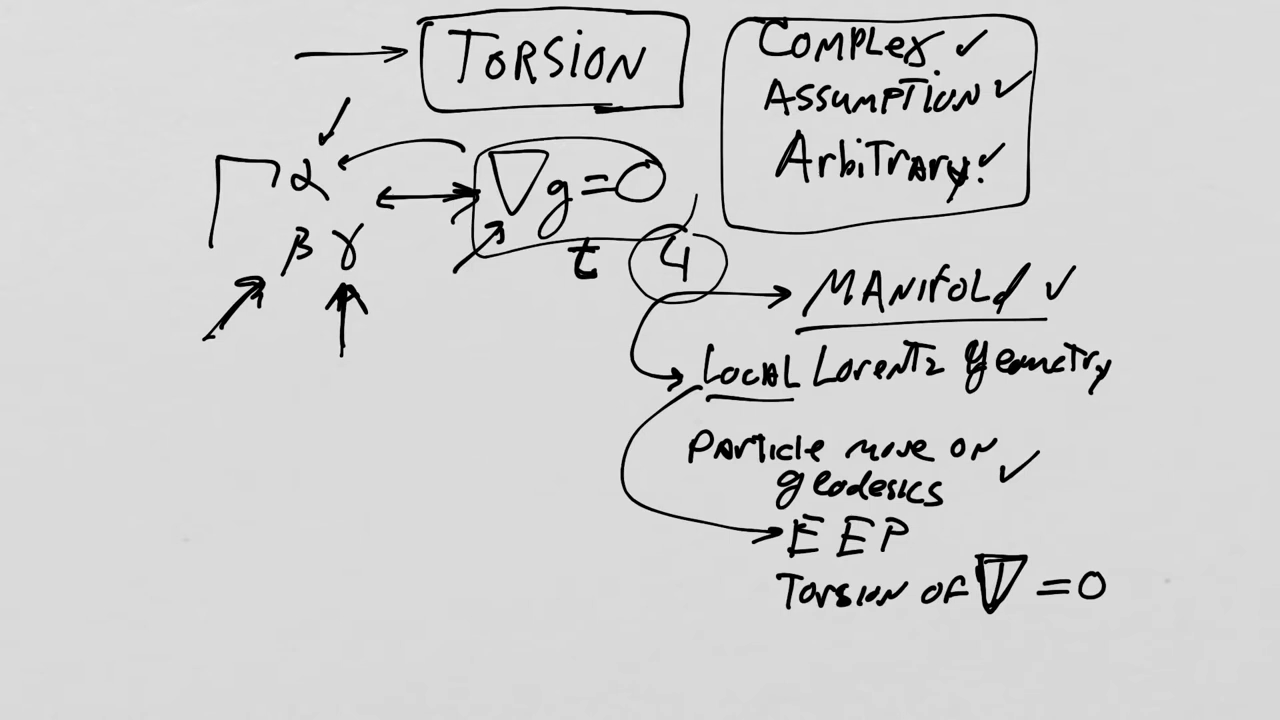 TORSION
COMPLEX ✓
ASSUMPTION ✓
ArbiTrAry! ✓
Γ α
β γ
∇g = 0
t
4
MANIFOLd ✓
LOCAL LorenTz geometry
PArTicle move on
geodesics ✓
EEP
Torsion of ∇ = 0